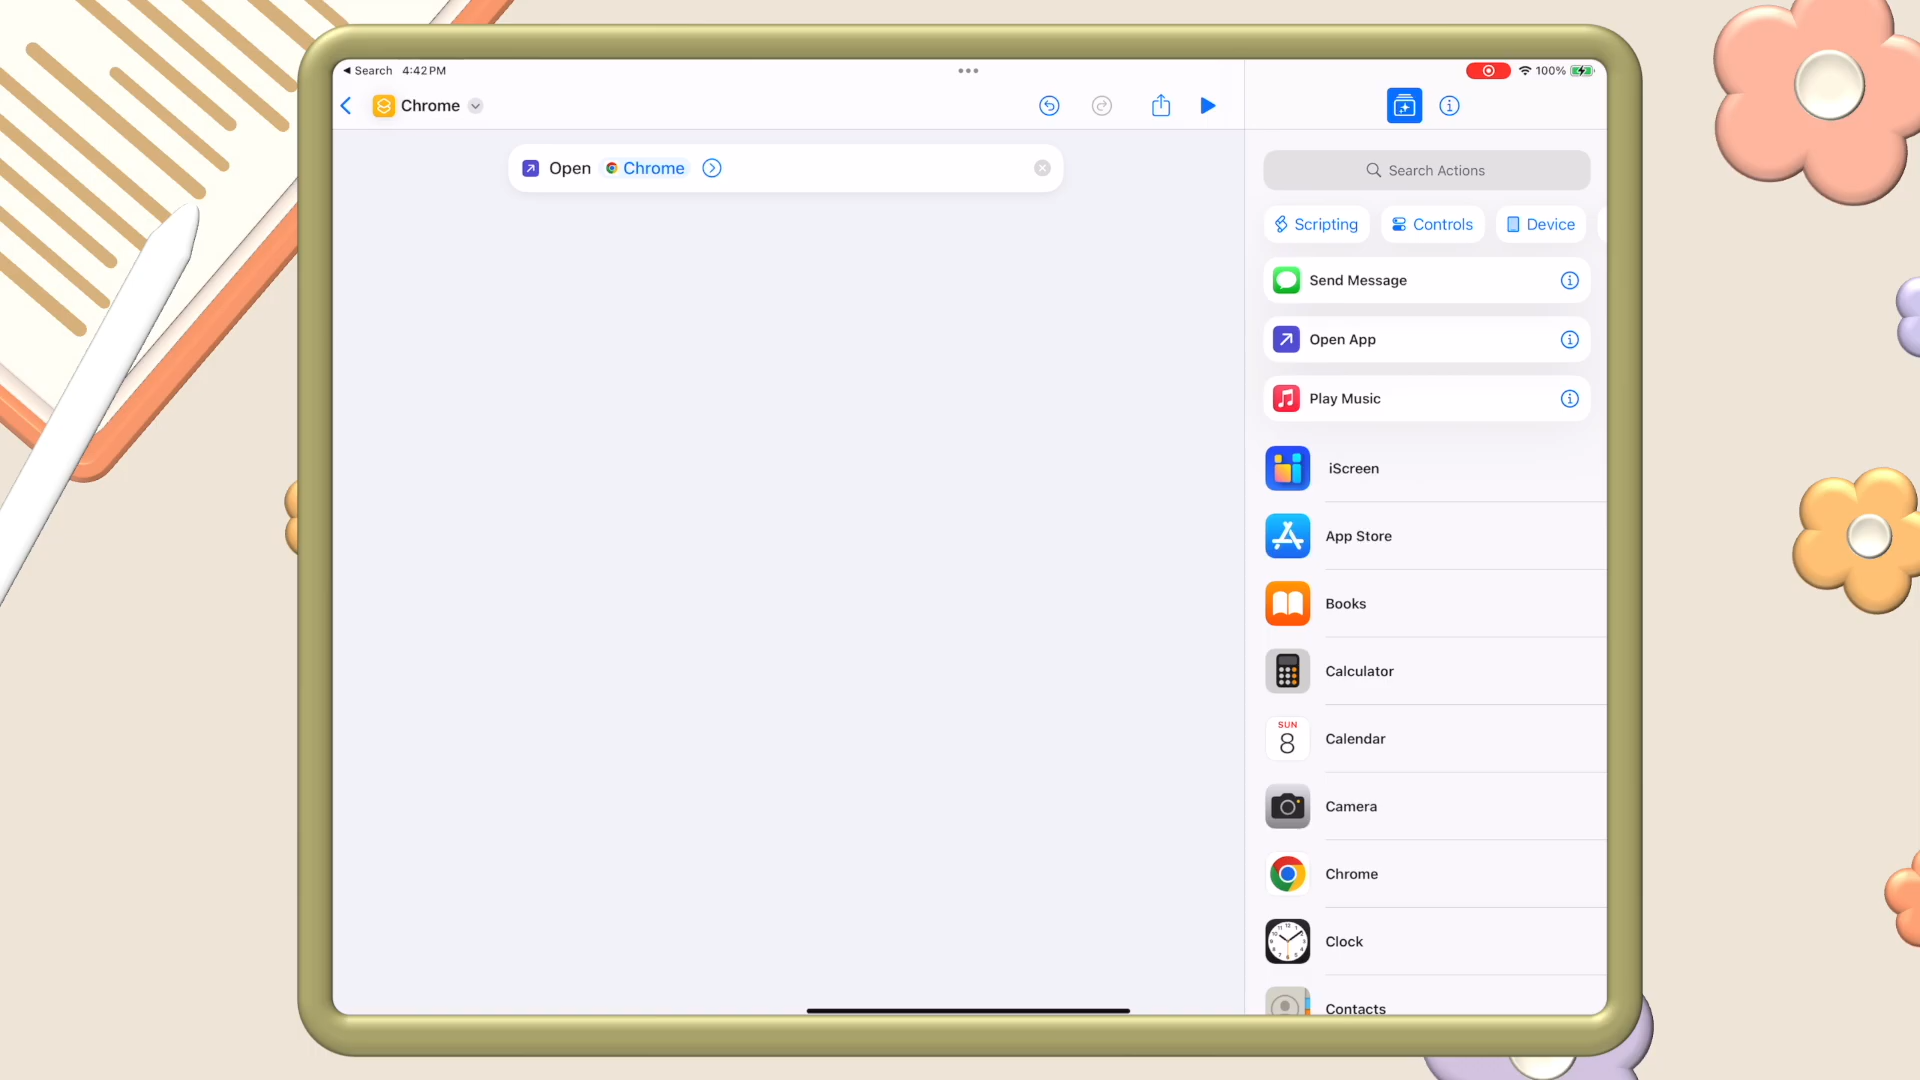 ◀ Search 4:42 PM
100%
Chrome
Open Chrome
Search Actions
Scripting
Controls
Device
Send Message
Open App
Play Music
iScreen
App Store
Books
Calculator
SUN
8
Calendar
Camera
Chrome
Clock
Contacts